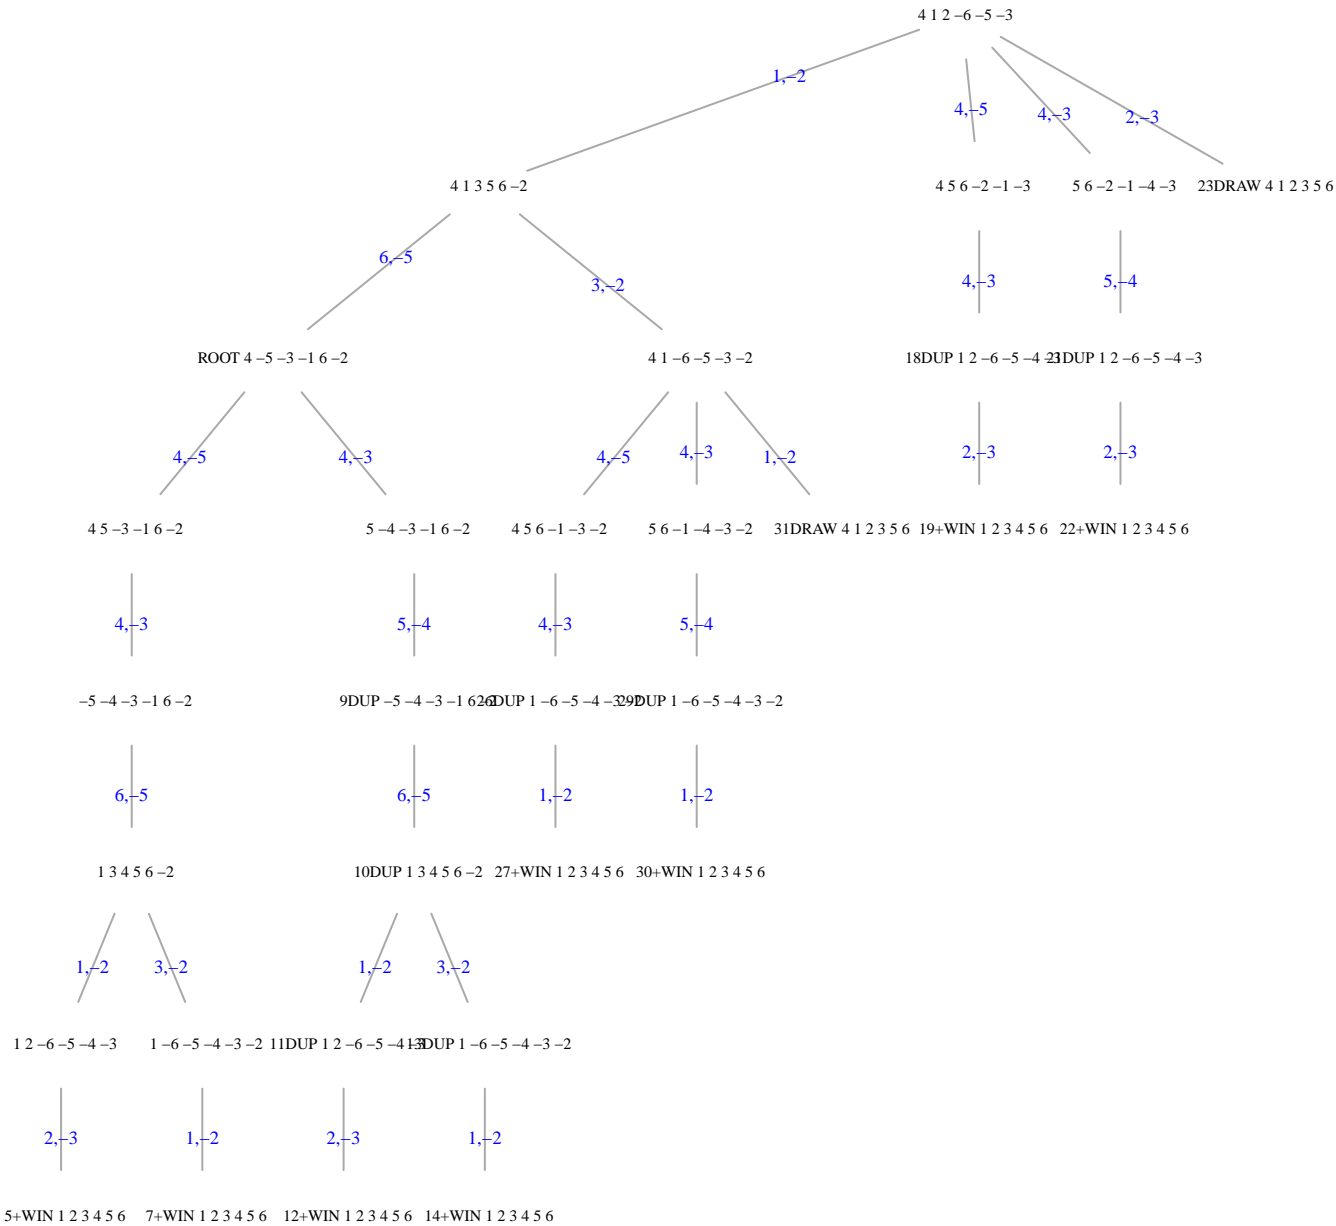 4 1 2 –6 –5 –3
1,–2
4,–5
4,–3
2,–3
4 1 3 5 6 –2
4 5 6 –2 –1 –3
5 6 –2 –1 –4 –3
23DRAW 4 1 2 3 5 6
6,–5
3,–2
4,–3
5,–4
ROOT 4 –5 –3 –1 6 –2
4 1 –6 –5 –3 –2
18DUP 1 2 –6 –5 –4 –3
21DUP 1 2 –6 –5 –4 –3
4,–5
4,–3
4,–5
4,–3
1,–2
2,–3
2,–3
4 5 –3 –1 6 –2
5 –4 –3 –1 6 –2
4 5 6 –1 –3 –2
5 6 –1 –4 –3 –2
31DRAW 4 1 2 3 5 6
19+WIN 1 2 3 4 5 6
22+WIN 1 2 3 4 5 6
4,–3
5,–4
4,–3
5,–4
–5 –4 –3 –1 6 –2
9DUP –5 –4 –3 –1 6 –2
26DUP 1 –6 –5 –4 –3 –2
29DUP 1 –6 –5 –4 –3 –2
6,–5
6,–5
1,–2
1,–2
1 3 4 5 6 –2
10DUP 1 3 4 5 6 –2
27+WIN 1 2 3 4 5 6
30+WIN 1 2 3 4 5 6
1,–2
3,–2
1,–2
3,–2
1 2 –6 –5 –4 –3
1 –6 –5 –4 –3 –2
11DUP 1 2 –6 –5 –4 –3
13DUP 1 –6 –5 –4 –3 –2
2,–3
1,–2
2,–3
1,–2
5+WIN 1 2 3 4 5 6
7+WIN 1 2 3 4 5 6
12+WIN 1 2 3 4 5 6
14+WIN 1 2 3 4 5 6